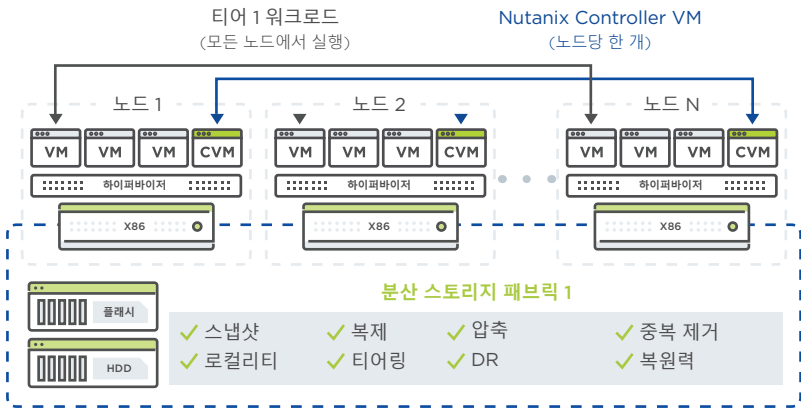 티어 1 워크로드
(모든 노드에서 실행)
Nutanix Controller VM
(노드당 한 개)
노드 1
노드 2
노드 N
VM VM VM CVM
VM VM VM CVM
VM VM VM CVM
하이퍼바이저
하이퍼바이저
하이퍼바이저
X86
X86
X86
분산 스토리지 패브릭 1
플래시
HDD
스냅샷 복제 압축 중복 제거
로컬리티 티어링 DR 복원력